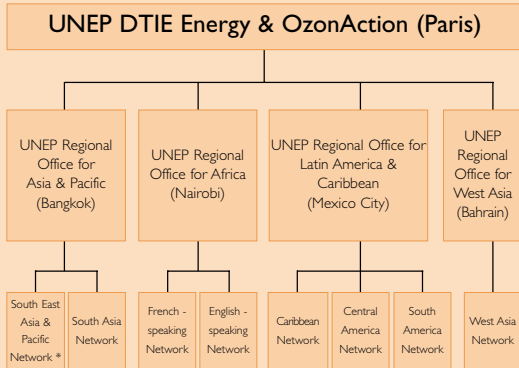 UNEP DTIE Energy & OzonAction (Paris)
UNEP Regional
Office for
Asia & Pacific
(Bangkok)
UNEP Regional
Office for Africa
(Nairobi)
UNEP Regional Office for
Latin America &
Caribbean
(Mexico City)
UNEP
Regional
Office for
West Asia
(Bahrain)
South East
Asia &
Pacific
Network *
South Asia
Network
French -
speaking
Network
English -
speaking
Network
Caribbean
Network
Central
America
Network
South
America
Network
West Asia
Network